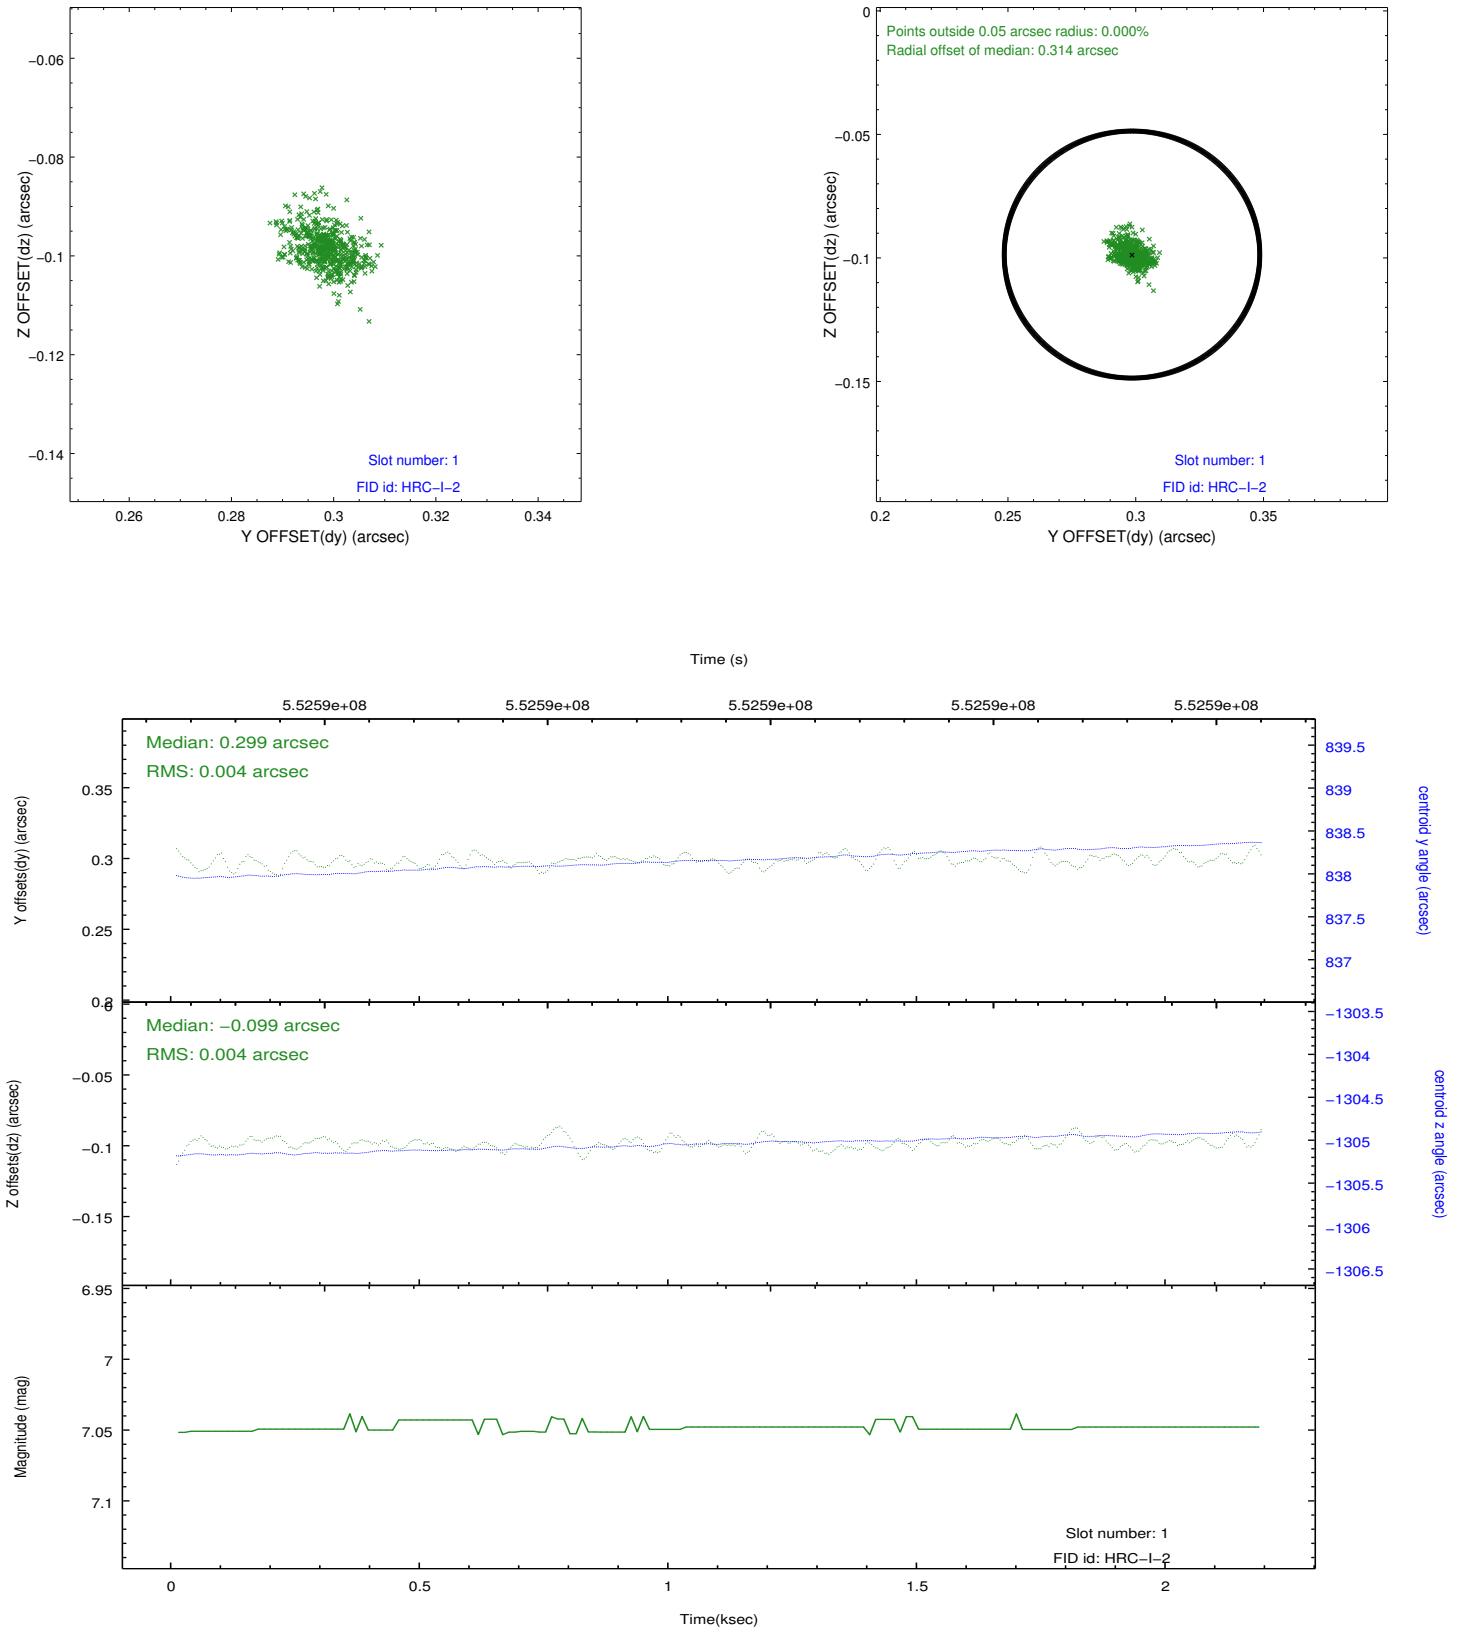 −0.06
−0.08
−0.1
−0.12
−0.14
Z OFFSET(dz) (arcsec)
Slot number: 1
FID id: HRC−I−2
0.26 0.28 0.3 0.32 0.34
Y OFFSET(dy) (arcsec)
Points outside 0.05 arcsec radius: 0.000%
Radial offset of median: 0.314 arcsec
0
−0.05
−0.1
−0.15
Z OFFSET(dz) (arcsec)
Slot number: 1
FID id: HRC−I−2
0.2 0.25 0.3 0.35
Y OFFSET(dy) (arcsec)
Time (s)
5.5259e+08 5.5259e+08 5.5259e+08 5.5259e+08 5.5259e+08
Median: 0.299 arcsec
RMS: 0.004 arcsec
0.35
0.3
0.25
0.2
Y offsets(dy) (arcsec)
839.5
839
838.5
838
837.5
837
centroid y angle (arcsec)
Median: −0.099 arcsec
RMS: 0.004 arcsec
0
−0.05
−0.1
−0.15
Z offsets(dz) (arcsec)
−1303.5
−1304
−1304.5
−1305
−1305.5
−1306
−1306.5
centroid z angle (arcsec)
6.95
7
7.05
7.1
Magnitude (mag)
Slot number: 1
FID id: HRC−I−2
0 0.5 1 1.5 2
Time(ksec)